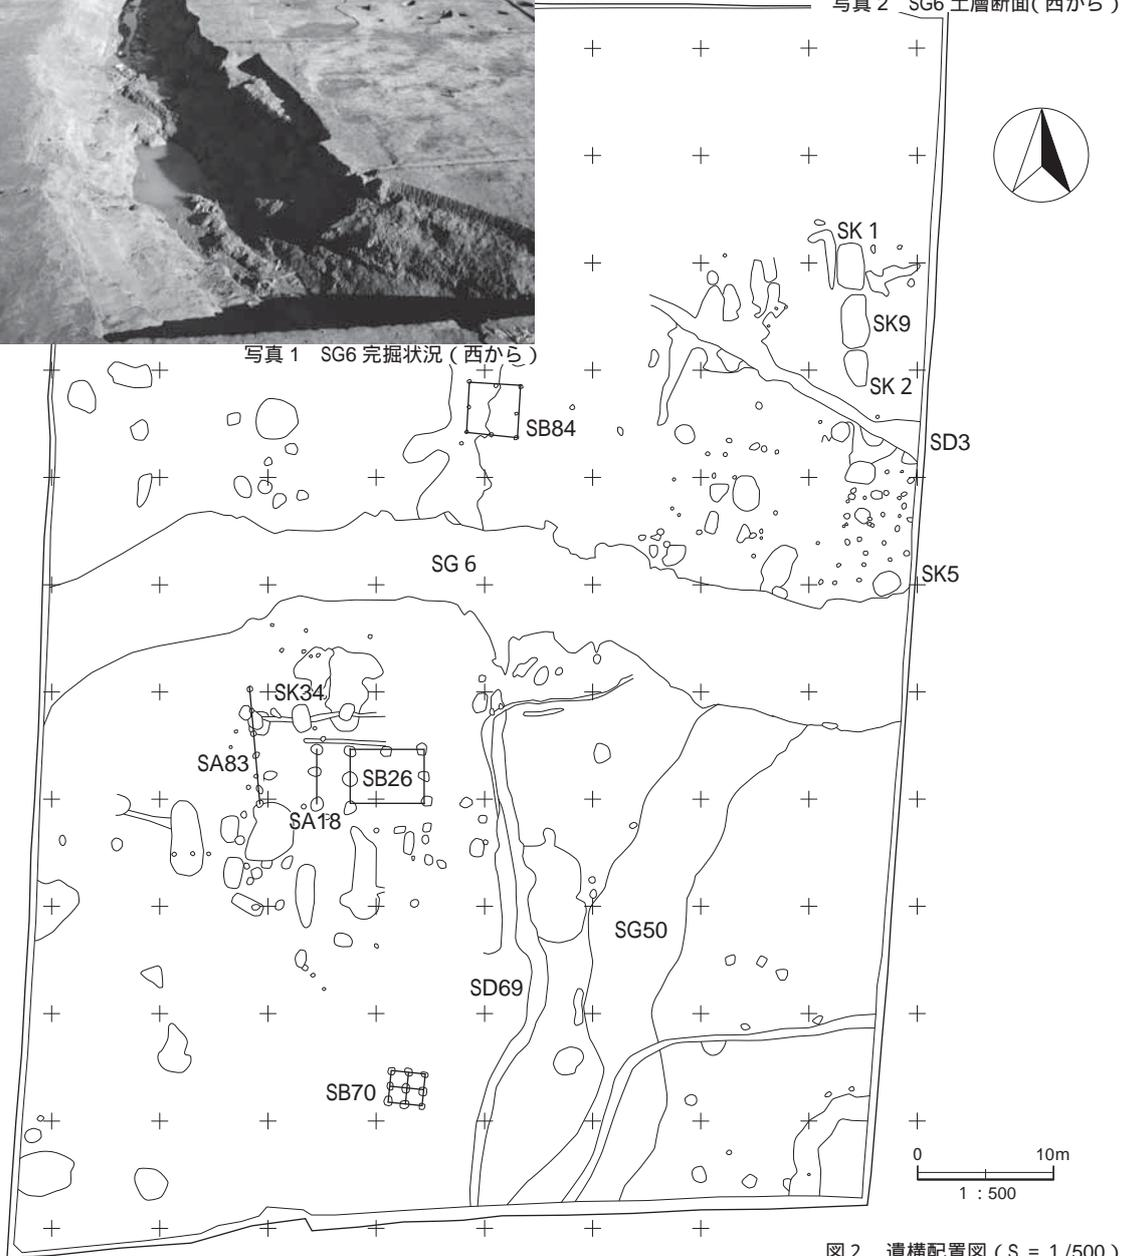 写真2 SG6 土層断面(西から)
SK 1
SK9
写真1 SG6 完掘状況(西から)
SK 2
SB84
SD3
SG 6
SK5
SK34
SA83
SB26
SA18
SG50
SD69
SB70
0 10m
1 : 500
図2 遺構配置図(S = 1/500)